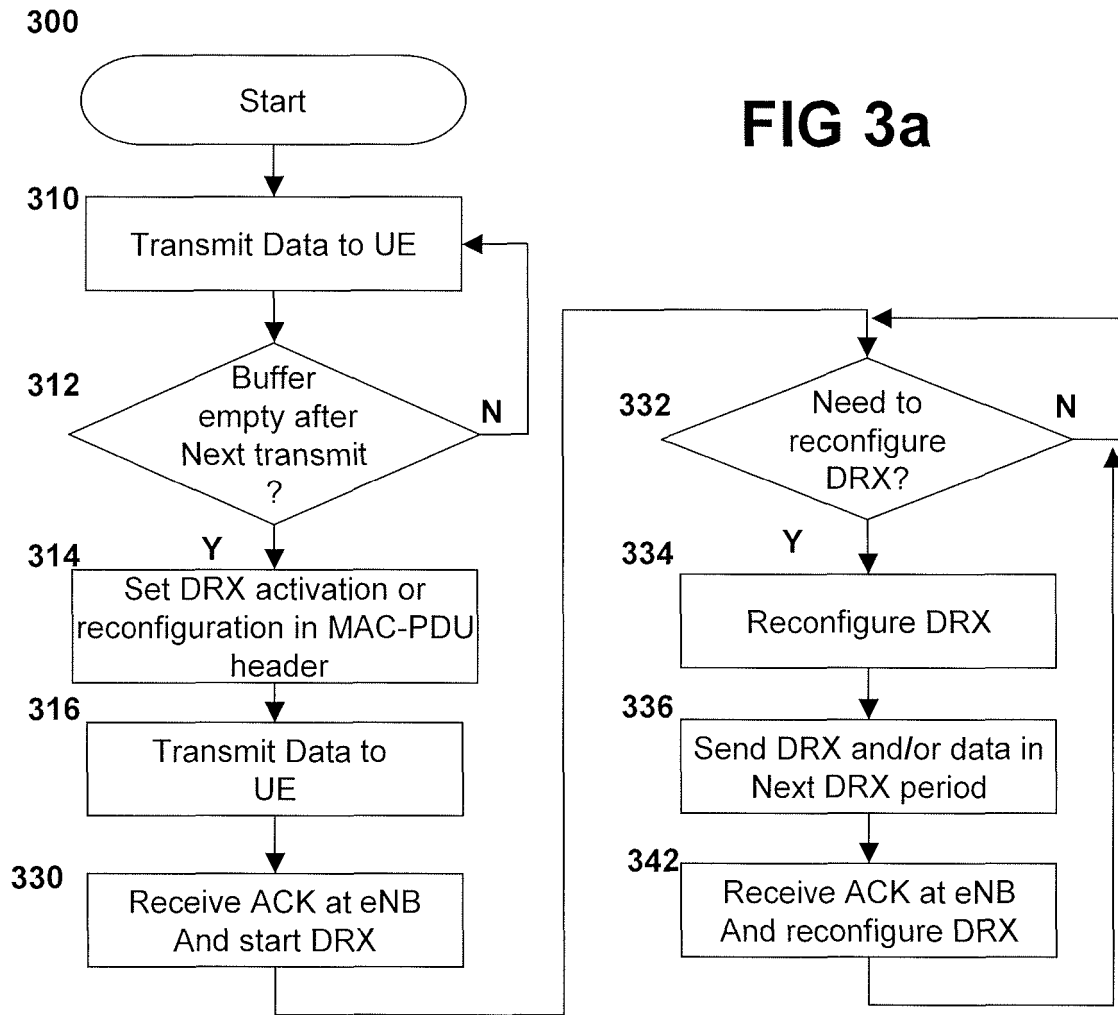 300
Start
FIG 3a
310
Transmit Data to UE
312
Buffer
empty after
Next transmit
?
N
Y
314
Set DRX activation or
reconfiguration in MAC-PDU
header
316
Transmit Data to
UE
330
Receive ACK at eNB
And start DRX
332
Need to
reconfigure
DRX?
N
Y
334
Reconfigure DRX
336
Send DRX and/or data in
Next DRX period
342
Receive ACK at eNB
And reconfigure DRX